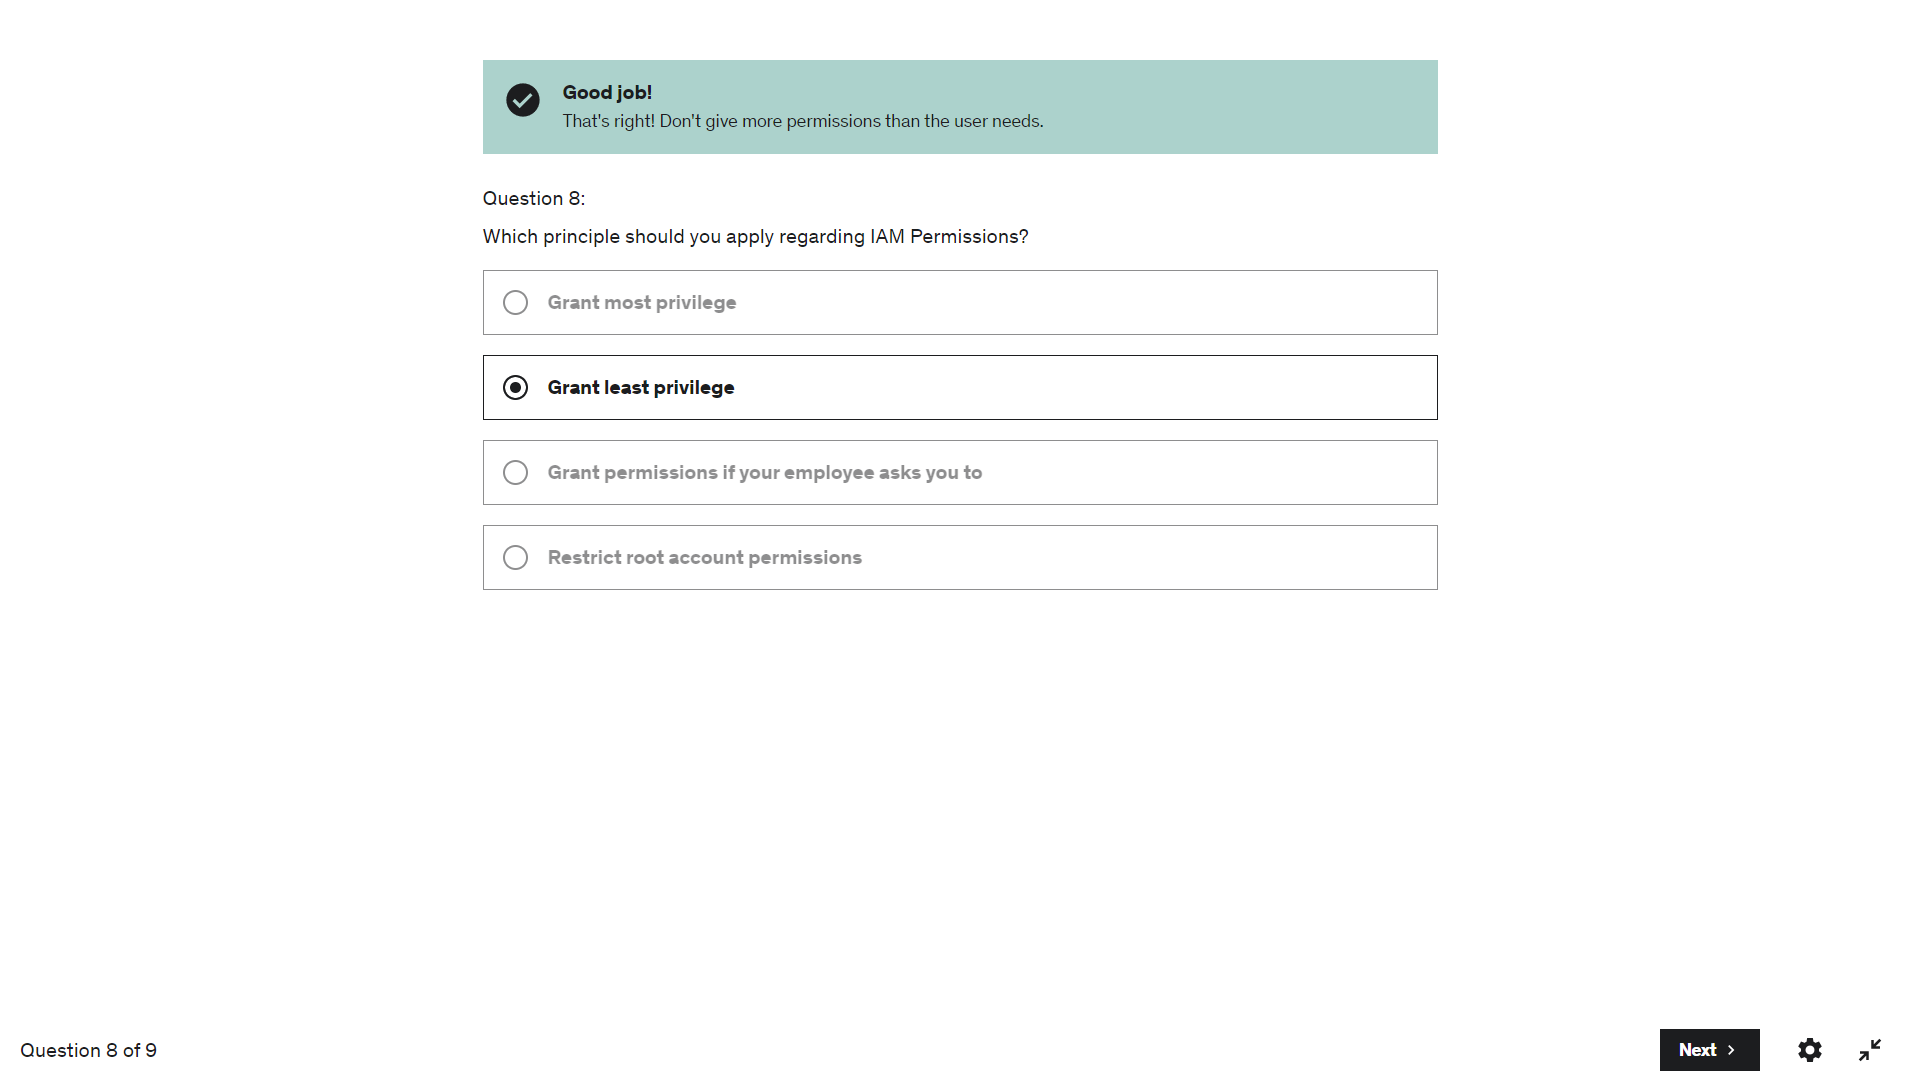 Good job!
That's right! Don't give more permissions than the user needs.
Question 8:
Which principle should you apply regarding IAM Permissions?
Grant most privilege
Grant least privilege
Grant permissions if your employee asks you to
Restrict root account permissions
Question 8 of 9
Next